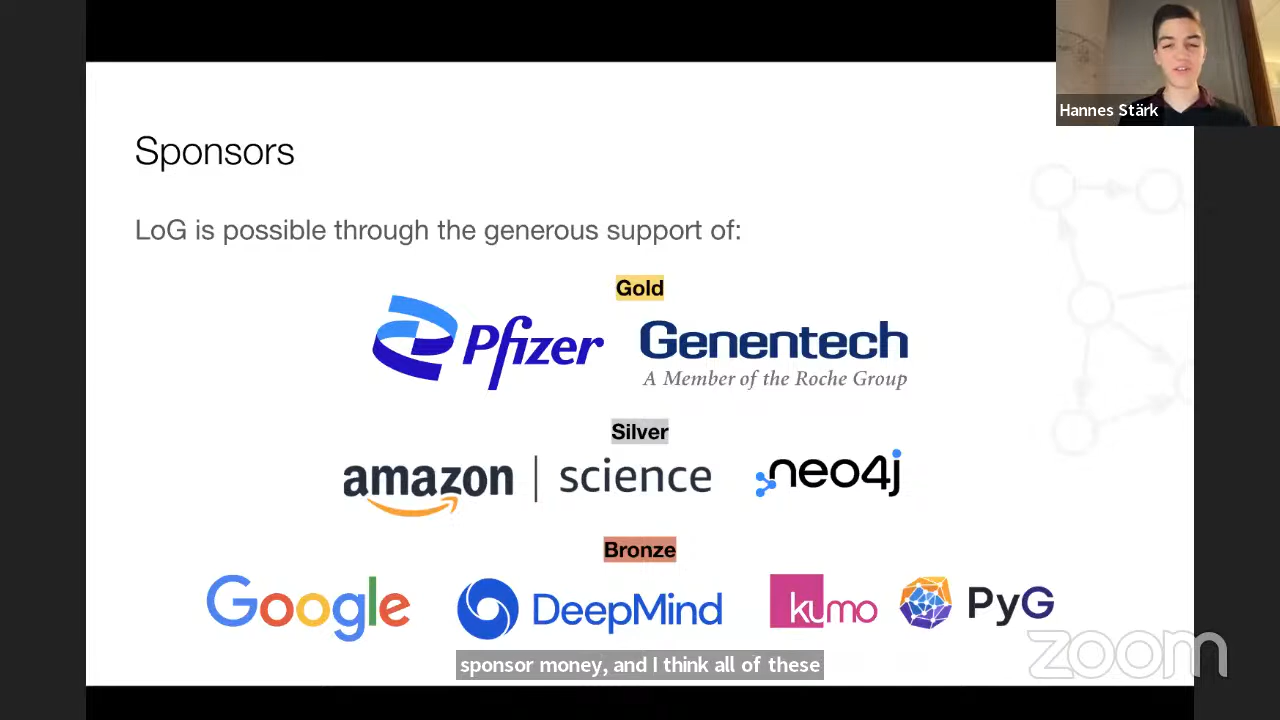 Hannes Stärk
Sponsors
LoG is possible through the generous support of:
Gold
Pfizer
Genentech
A Member of the Roche Group
Silver
amazon | science
neo4j
Bronze
Google
DeepMind
kumo
PyG
zoom
sponsor money, and I think all of these